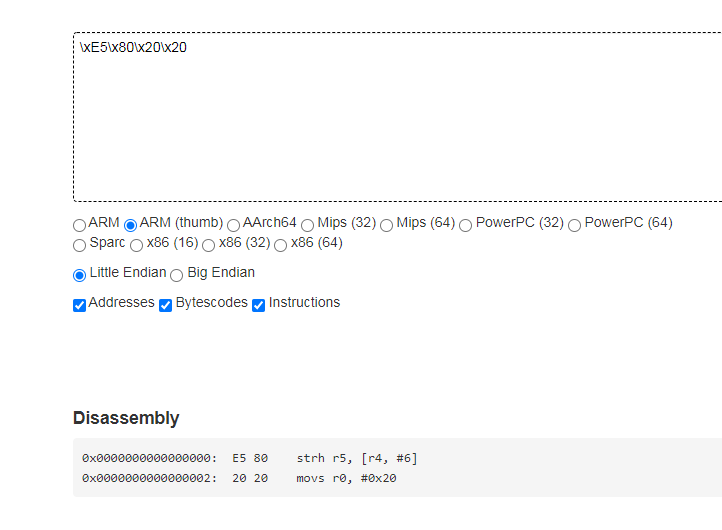 \xE5\x80\x20\x20
ARM ARM (thumb) AArch64 Mips (32) Mips (64) PowerPC (32) PowerPC (64)
Sparc x86 (16) x86 (32) x86 (64)
Little Endian Big Endian
Addresses Bytescodes Instructions
Disassembly
0x0000000000000000: E5 80 strh r5, [r4, #6]
0x0000000000000002: 20 20 movs r0, #0x20